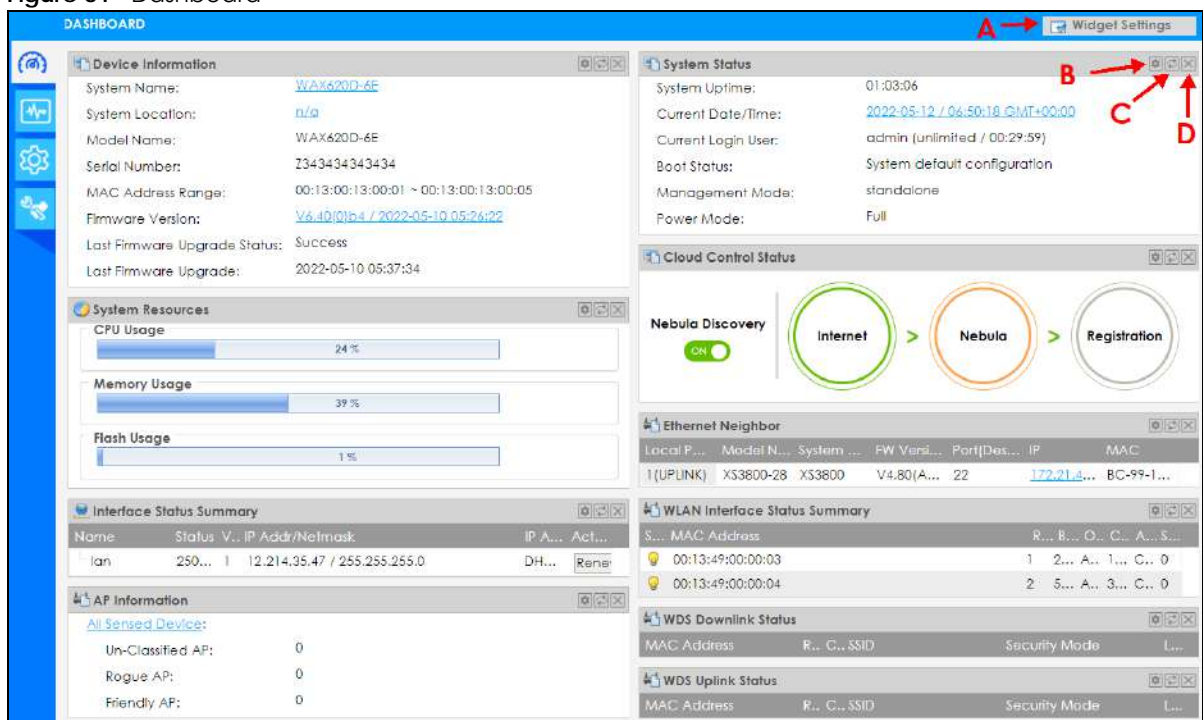 DASHBOARD
A
Widget Settings
Device Information
System Name: WAX620D-6E
System Location: n/a
Model Name: WAX620D-6E
Serial Number: Z343434343434
MAC Address Range: 00:13:00:13:00:01 ~ 00:13:00:13:00:05
Firmware Version: V6.40(0)b4 / 2022-05-10 05:26:22
Last Firmware Upgrade Status: Success
Last Firmware Upgrade: 2022-05-10 05:37:34
System Resources
CPU Usage
24 %
Memory Usage
39 %
Flash Usage
1 %
Interface Status Summary
Name Status V.. IP Addr/Netmask IP A... Act...
lan 250... 1 12.214.35.47 / 255.255.255.0 DH... Rene
AP Information
All Sensed Device:
Un-Classified AP: 0
Rogue AP: 0
Friendly AP: 0
System Status
B
C
D
System Uptime: 01:03:06
Current Date/Time: 2022-05-12 / 06:50:18 GMT+00:00
Current Login User: admin (unlimited / 00:29:59)
Boot Status: System default configuration
Management Mode: standalone
Power Mode: Full
Cloud Control Status
Nebula Discovery
ON
Internet > Nebula > Registration
Ethernet Neighbor
Local P... Model N... System ... FW Versi... Port(Des... IP MAC
1(UPLINK) XS3800-28 XS3800 V4.80(A... 22 172.21.4... BC-99-1...
WLAN Interface Status Summary
S... MAC Address R... B... O... C... A... S...
00:13:49:00:00:03 1 2... A.. 1... C.. 0
00:13:49:00:00:04 2 5... A.. 3... C.. 0
WDS Downlink Status
MAC Address R... C... SSID Security Mode L...
WDS Uplink Status
MAC Address R... C... SSID Security Mode L...